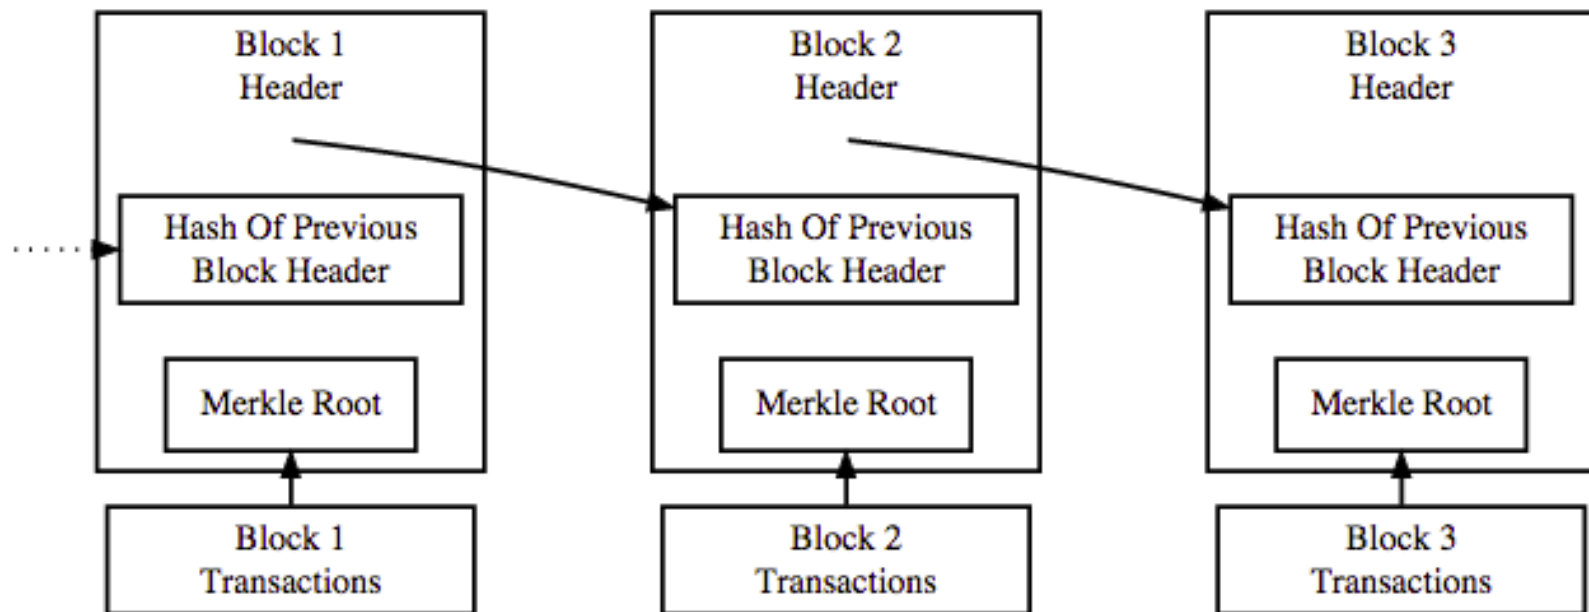 Block 1
Header
Block 2
Header
Block 3
Header
Hash Of Previous
Block Header
Hash Of Previous
Block Header
Hash Of Previous
Block Header
Merkle Root
Merkle Root
Merkle Root
Block 1
Transactions
Block 2
Transactions
Block 3
Transactions